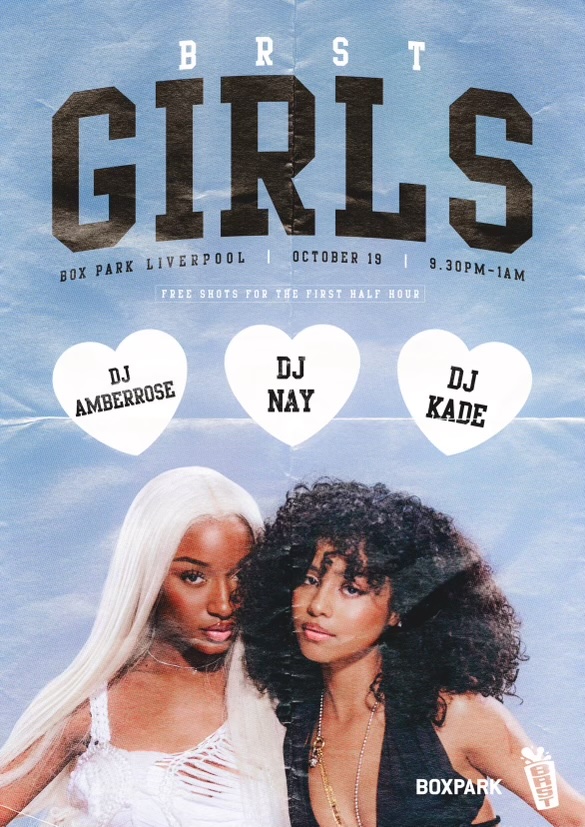 BRST
GIRLS
BOX PARK LIVERPOOL | OCTOBER 19 | 9.30PM-1AM
FREE SHOTS FOR THE FIRST HALF HOUR
DJ
AMBERROSE
DJ
NAY
DJ
KADE
BOXPARK
BRST